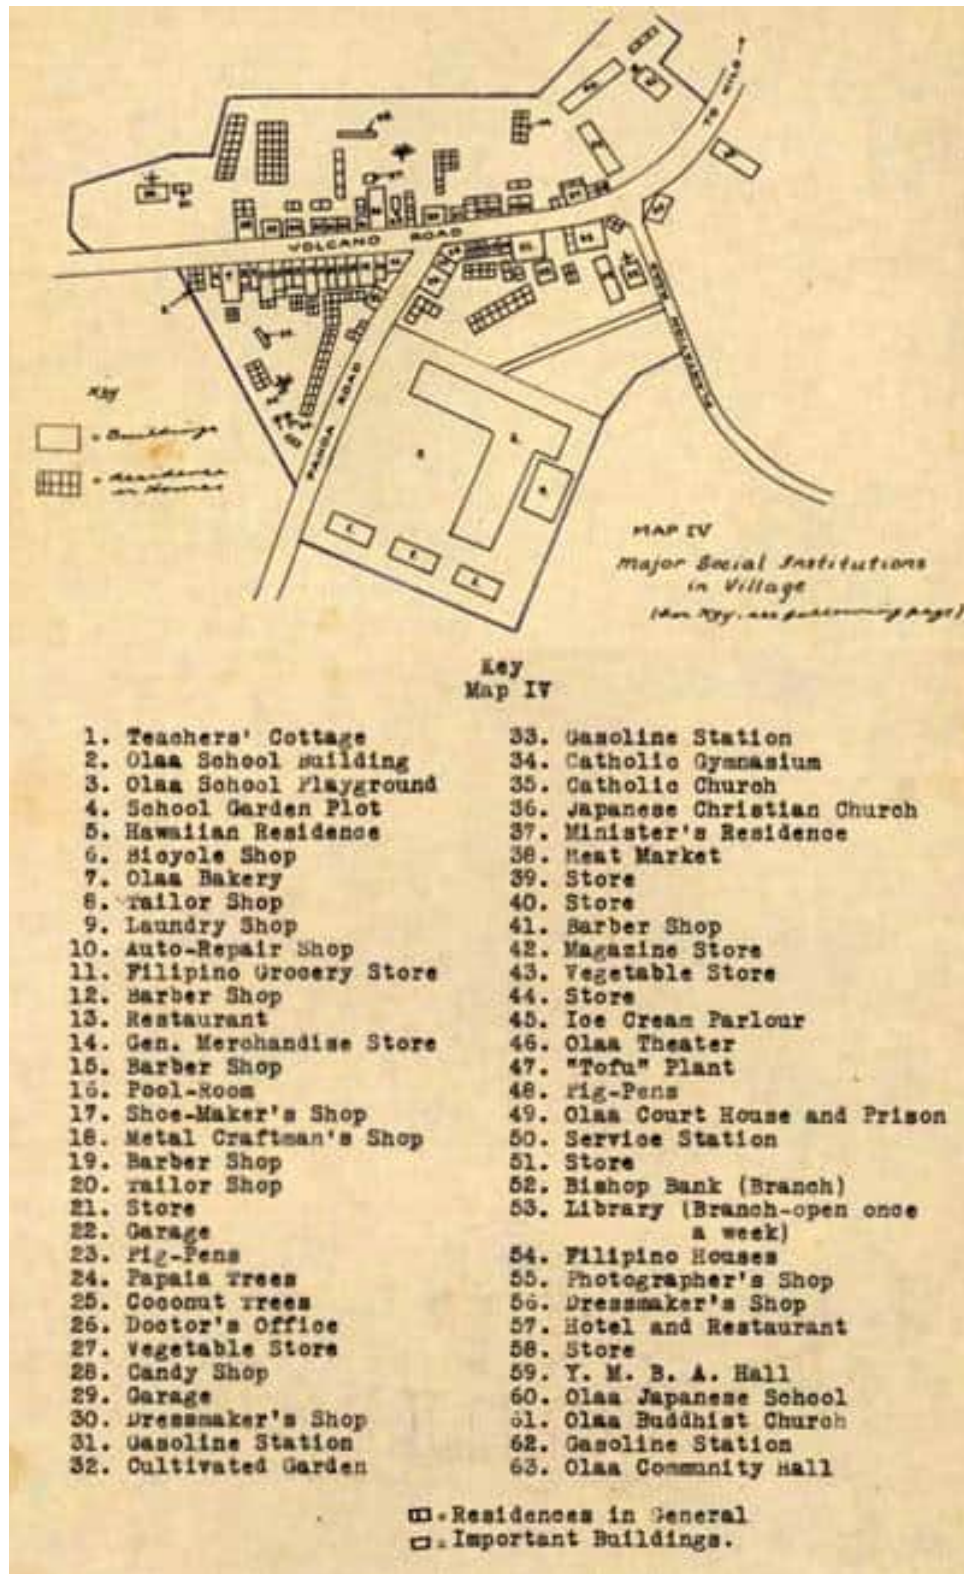 TO HILO
VOLCANO ROAD
PAHOA ROAD
Key
= Buildings
= Residence
or Homes
MAP IV
Major Social Institutions
in Village
(For Key, see following page)
Key
Map IV
1. Teachers' Cottage
2. Olaa School Building
3. Olaa School Playground
4. School Garden Plot
5. Hawaiian Residence
6. Bicycle Shop
7. Olaa Bakery
8. Tailor Shop
9. Laundry Shop
10. Auto-Repair Shop
11. Filipino Grocery Store
12. Barber Shop
13. Restaurant
14. Gen. Merchandise Store
15. Barber Shop
16. Pool-Room
17. Shoe-Maker's Shop
18. Metal Craftman's Shop
19. Barber Shop
20. Tailor Shop
21. Store
22. Garage
23. Pig-Pens
24. Papaia Trees
25. Coconut Trees
26. Doctor's Office
27. Vegetable Store
28. Candy Shop
29. Garage
30. Dressmaker's Shop
31. Gasoline Station
32. Cultivated Garden
33. Gasoline Station
34. Catholic Gymnasium
35. Catholic Church
36. Japanese Christian Church
37. Minister's Residence
38. Meat Market
39. Store
40. Store
41. Barber Shop
42. Magazine Store
43. Vegetable Store
44. Store
45. Ice Cream Parlour
46. Olaa Theater
47. "Tofu" Plant
48. Pig-Pens
49. Olaa Court House and Prison
50. Service Station
51. Store
52. Bishop Bank (Branch)
53. Library (Branch-open once
a week)
54. Filipino Houses
55. Photographer's Shop
56. Dressmaker's Shop
57. Hotel and Restaurant
58. Store
59. Y. M. B. A. Hall
60. Olaa Japanese School
61. Olaa Buddhist Church
62. Gasoline Station
63. Olaa Community Hall
=Residences in General
=Important Buildings.